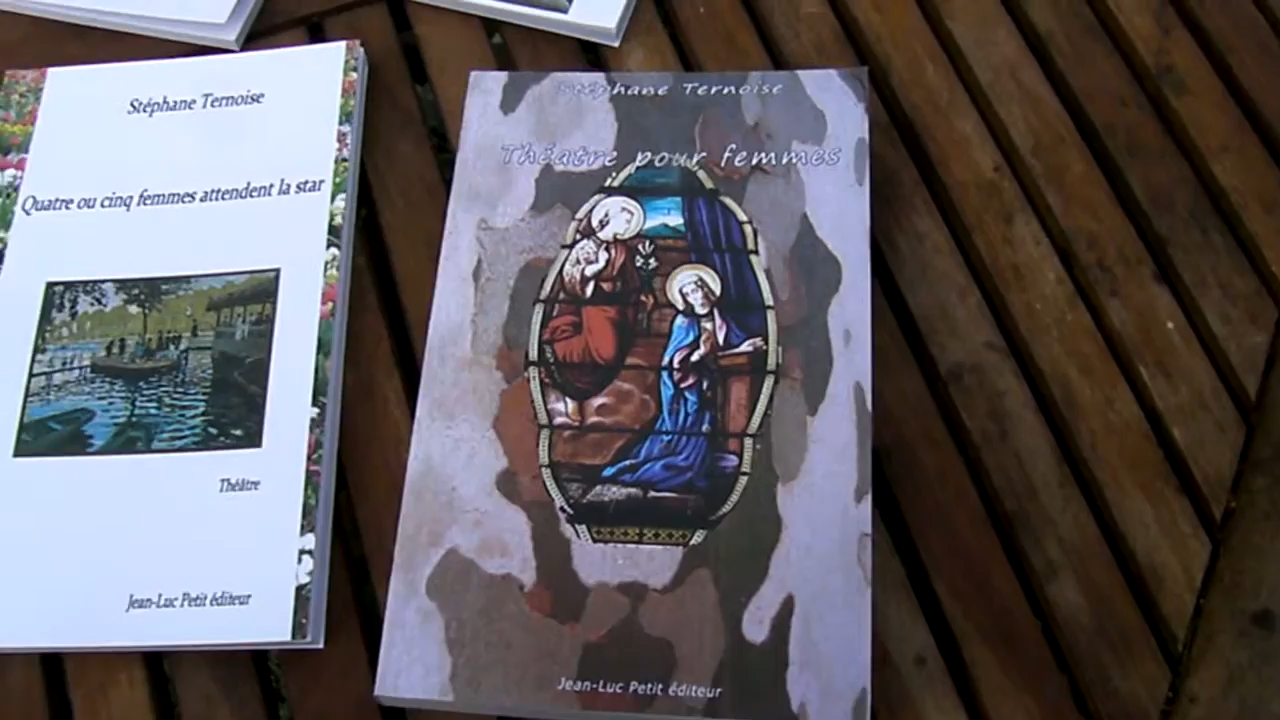 Stéphane Ternoise
Quatre ou cinq femmes attendent la star
Théâtre
Jean-Luc Petit éditeur
Stéphane Ternoise
Théatre pour femmes
Jean-Luc Petit éditeur